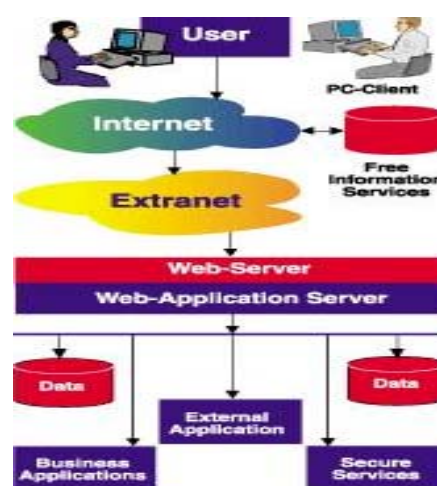 User
PC-Client
Internet
Free
Information
Services
Extranet
Web-Server
Web-Application Server
Data
Data
External
Application
Business
Applications
Secure
Services